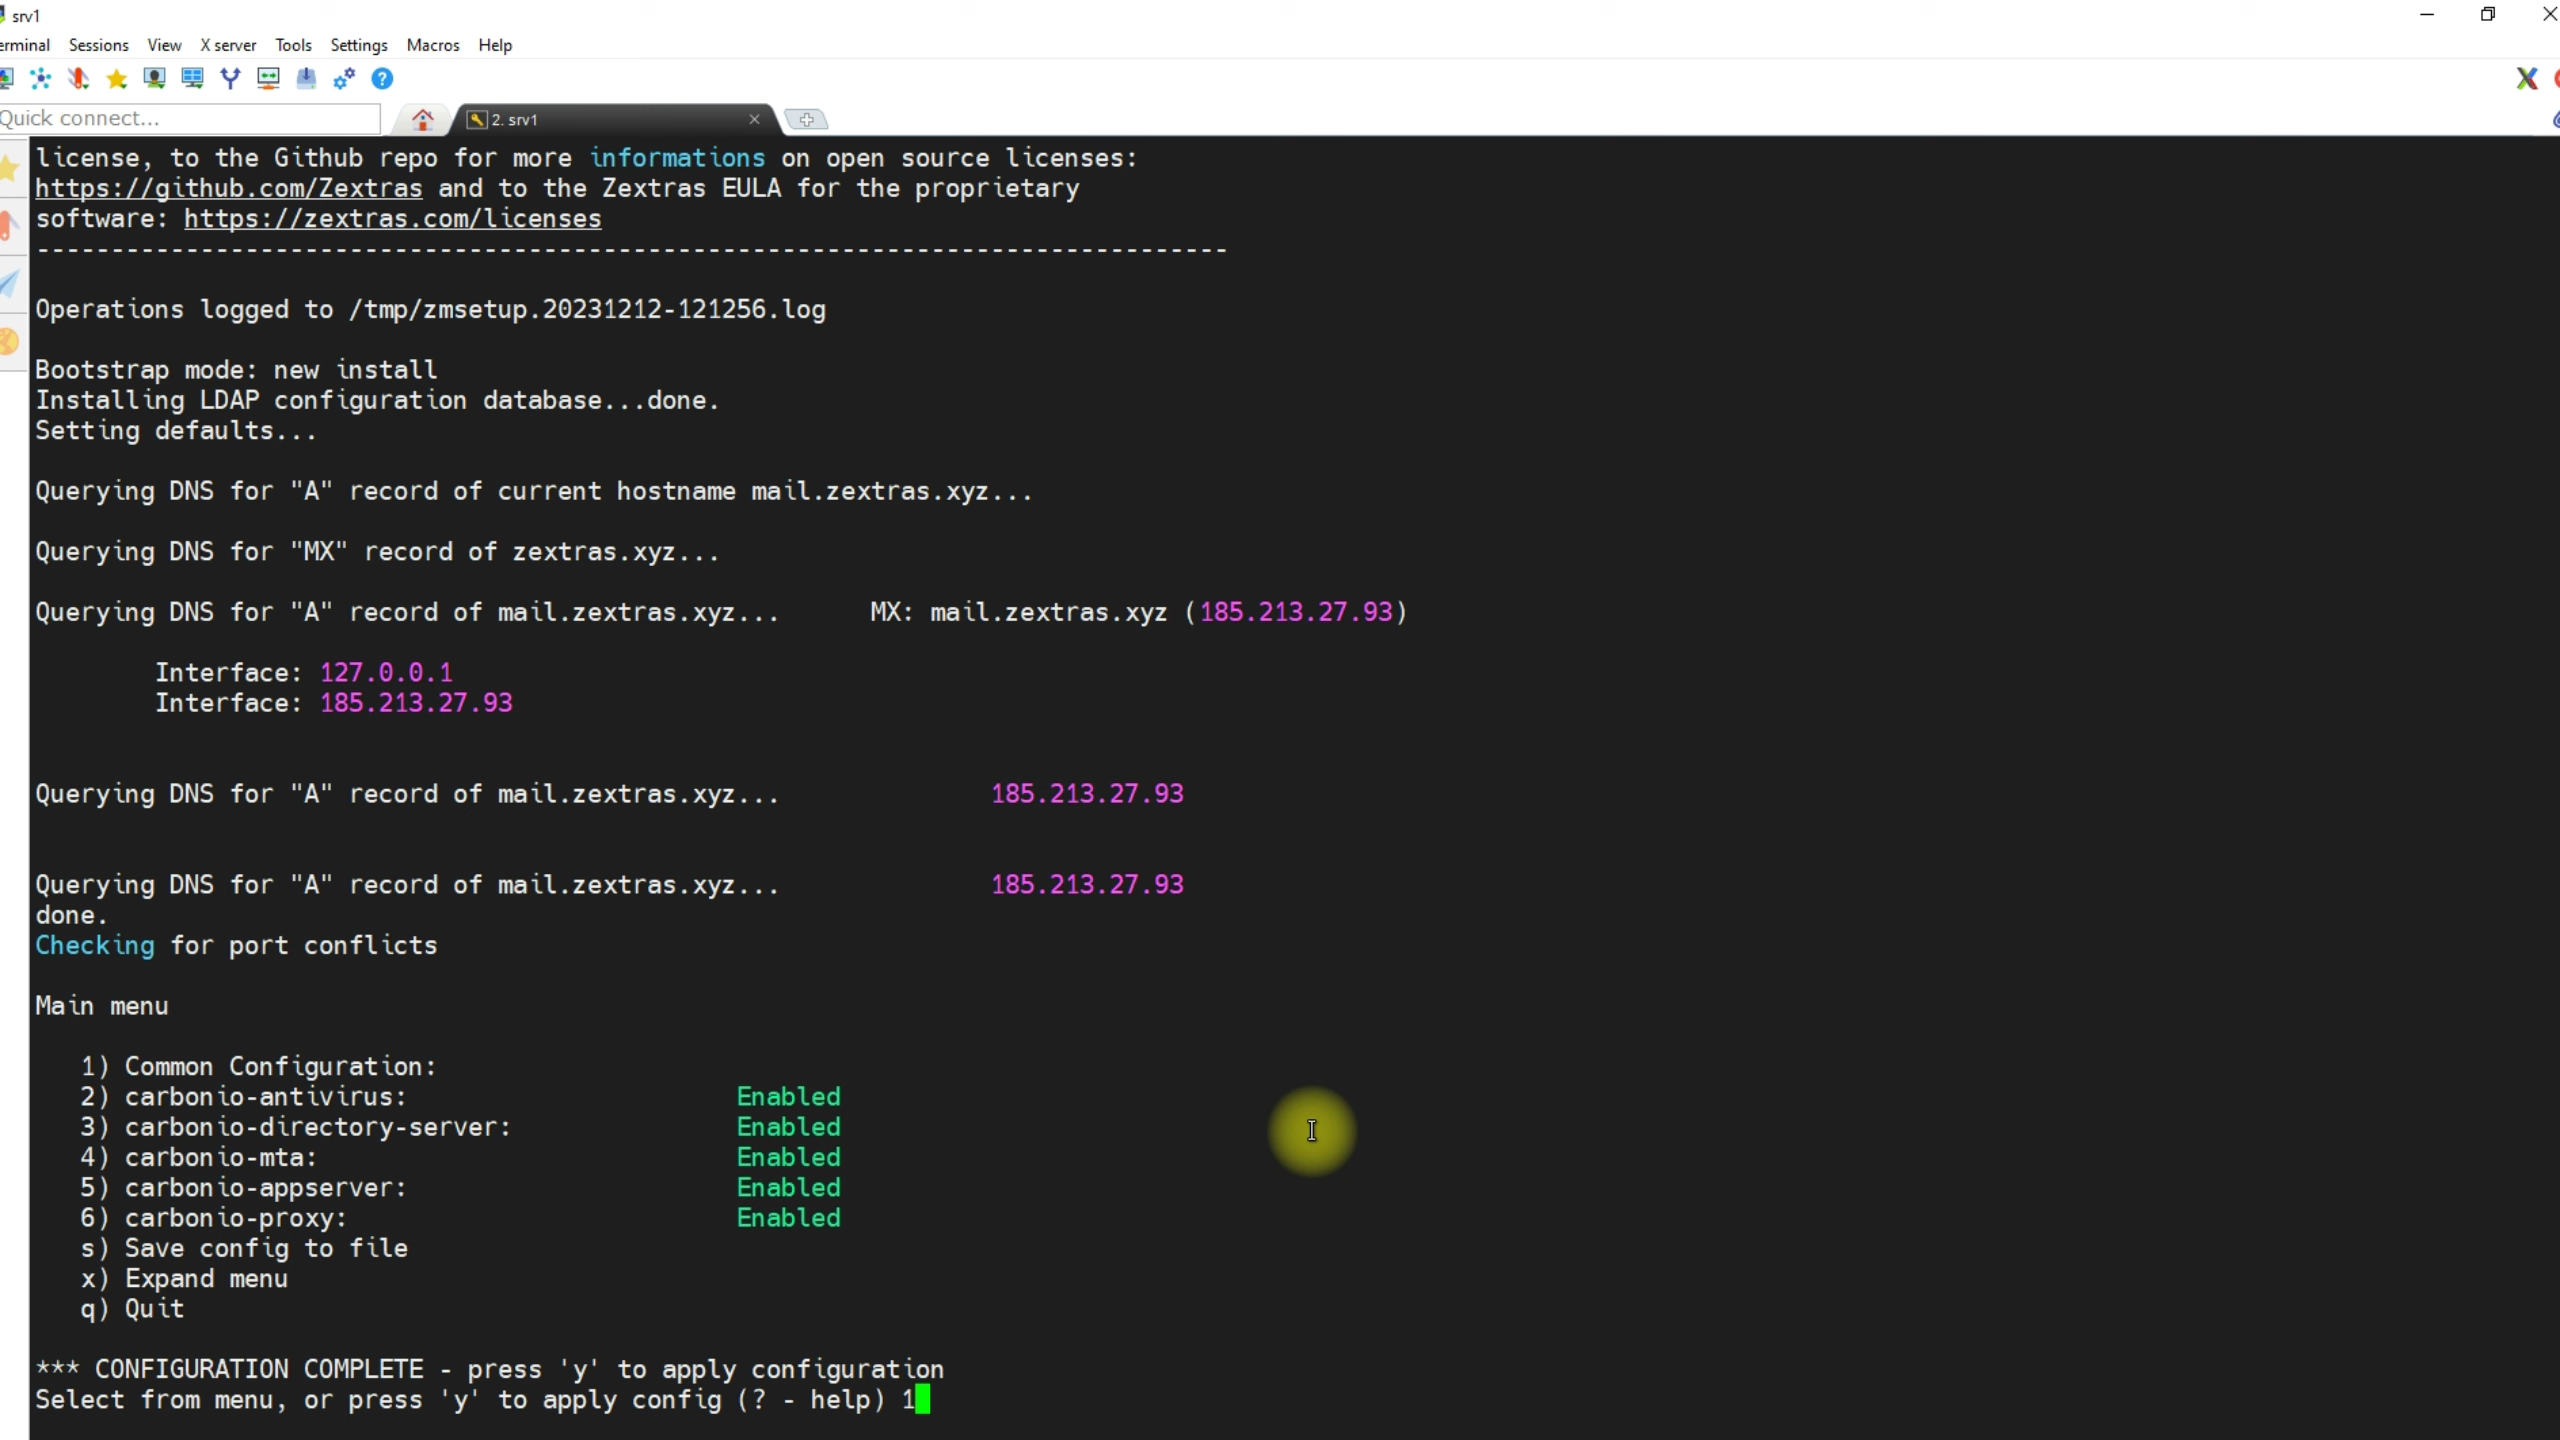 srv1
erminal Sessions View X server Tools Settings Macros Help
Quick connect...
2. srv1
license, to the Github repo for more informations on open source licenses:
https://github.com/Zextras and to the Zextras EULA for the proprietary
software: https://zextras.com/licenses
--------------------------------------------------------------------------------
Operations logged to /tmp/zmsetup.20231212-121256.log
Bootstrap mode: new install
Installing LDAP configuration database...done.
Setting defaults...
Querying DNS for "A" record of current hostname mail.zextras.xyz...
Querying DNS for "MX" record of zextras.xyz...
Querying DNS for "A" record of mail.zextras.xyz... MX: mail.zextras.xyz (185.213.27.93)
Interface: 127.0.0.1
Interface: 185.213.27.93
Querying DNS for "A" record of mail.zextras.xyz... 185.213.27.93
Querying DNS for "A" record of mail.zextras.xyz... 185.213.27.93
done.
Checking for port conflicts
Main menu
1) Common Configuration:
2) carbonio-antivirus: Enabled
3) carbonio-directory-server: Enabled
4) carbonio-mta: Enabled
5) carbonio-appserver: Enabled
6) carbonio-proxy: Enabled
s) Save config to file
x) Expand menu
q) Quit
*** CONFIGURATION COMPLETE - press 'y' to apply configuration
Select from menu, or press 'y' to apply config (? - help) 1